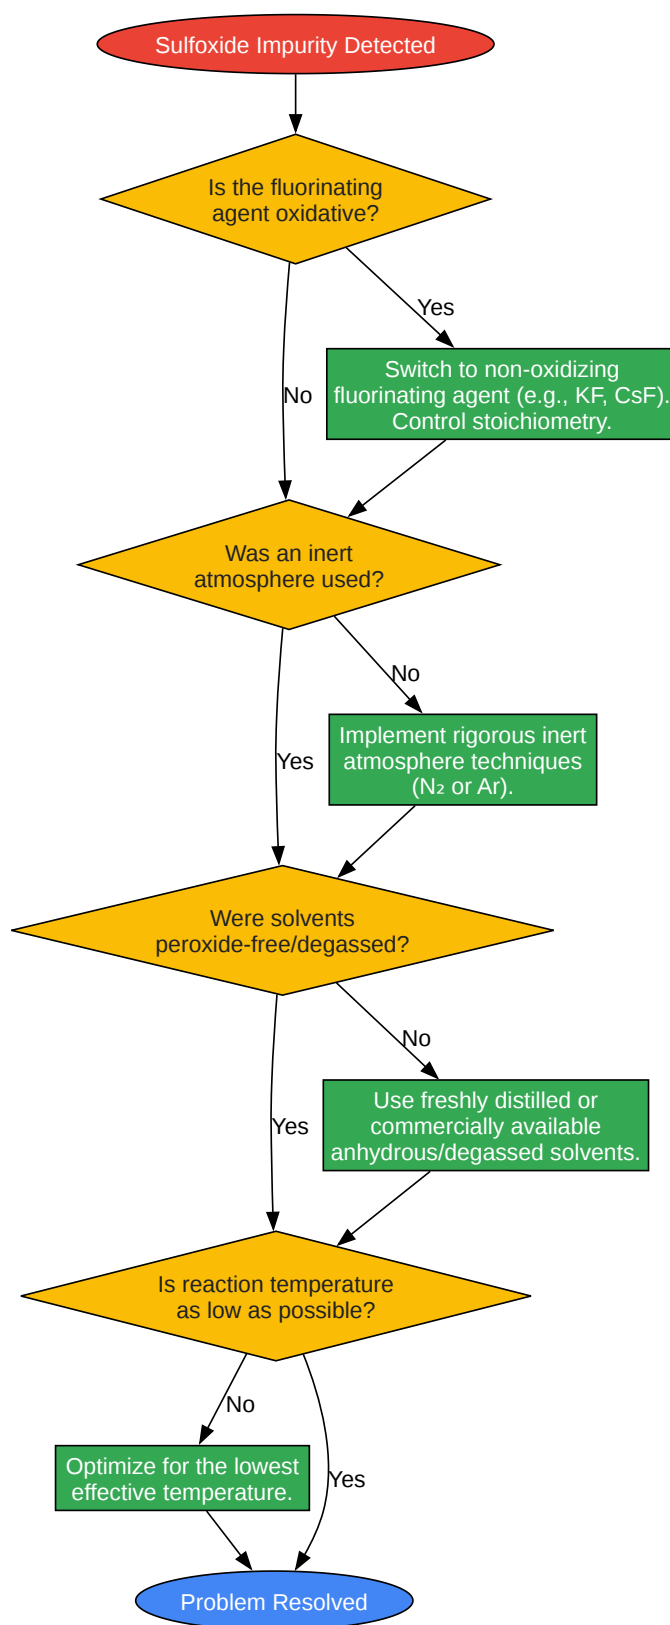 Sulfoxide Impurity Detected
Is the fluorinating
agent oxidative?
Yes
No
Switch to non-oxidizing
fluorinating agent (e.g., KF, CsF).
Control stoichiometry.
Was an inert
atmosphere used?
No
Yes
Implement rigorous inert
atmosphere techniques
(N₂ or Ar).
Were solvents
peroxide-free/degassed?
No
Yes
Use freshly distilled or
commercially available
anhydrous/degassed solvents.
Is reaction temperature
as low as possible?
No
Yes
Optimize for the lowest
effective temperature.
Problem Resolved